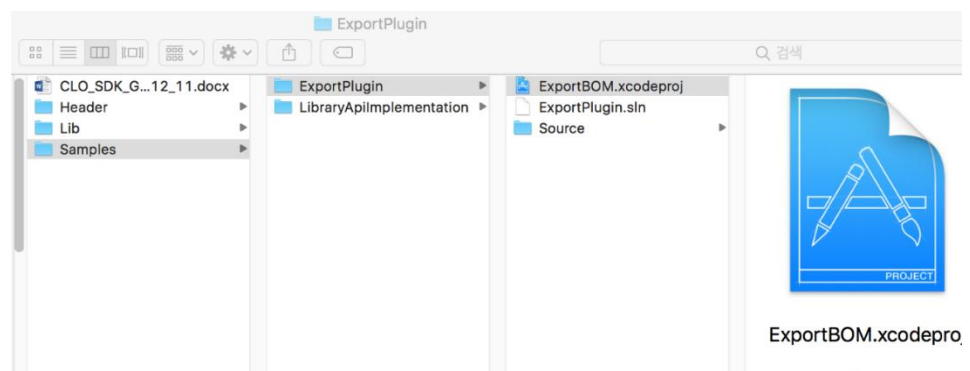 ExportPlugin
검색
CLO_SDK_G...12_11.docx
Header
Lib
Samples
ExportPlugin
LibraryApiImplementation
ExportBOM.xcodeproj
ExportPlugin.sln
Source
PROJECT
ExportBOM.xcodeproj